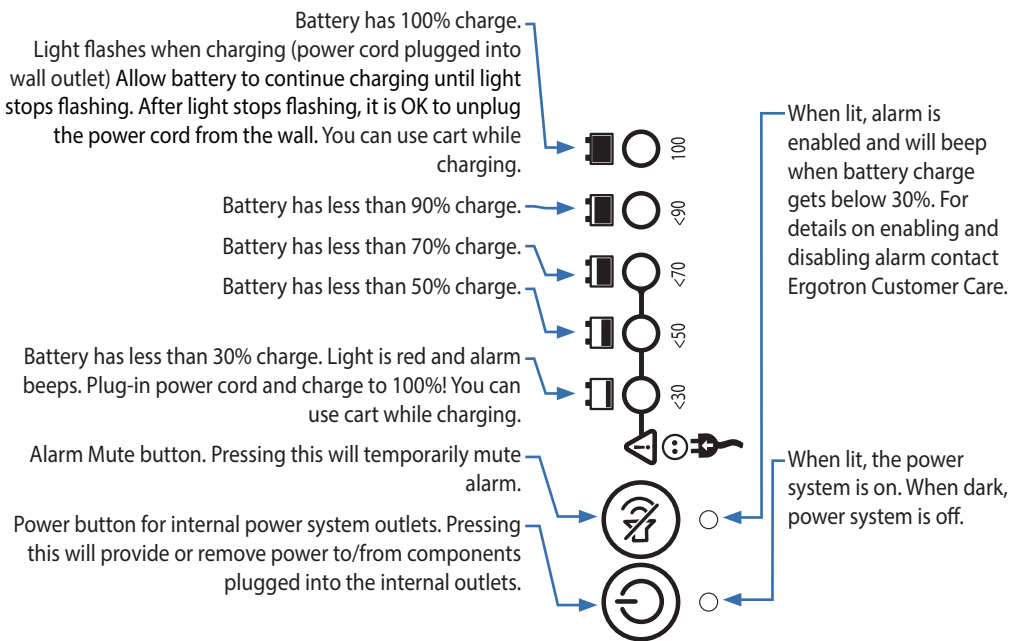 Battery has 100% charge.
Light flashes when charging (power cord plugged into
wall outlet) Allow battery to continue charging until light
stops flashing. After light stops flashing, it is OK to unplug
the power cord from the wall. You can use cart while
charging.
100
Battery has less than 90% charge.
<90
Battery has less than 70% charge.
<70
Battery has less than 50% charge.
<50
Battery has less than 30% charge. Light is red and alarm
beeps. Plug-in power cord and charge to 100%! You can
use cart while charging.
<30
Alarm Mute button. Pressing this will temporarily mute
alarm.
Power button for internal power system outlets. Pressing
this will provide or remove power to/from components
plugged into the internal outlets.
When lit, alarm is
enabled and will beep
when battery charge
gets below 30%. For
details on enabling and
disabling alarm contact
Ergotron Customer Care.
When lit, the power
system is on. When dark,
power system is off.